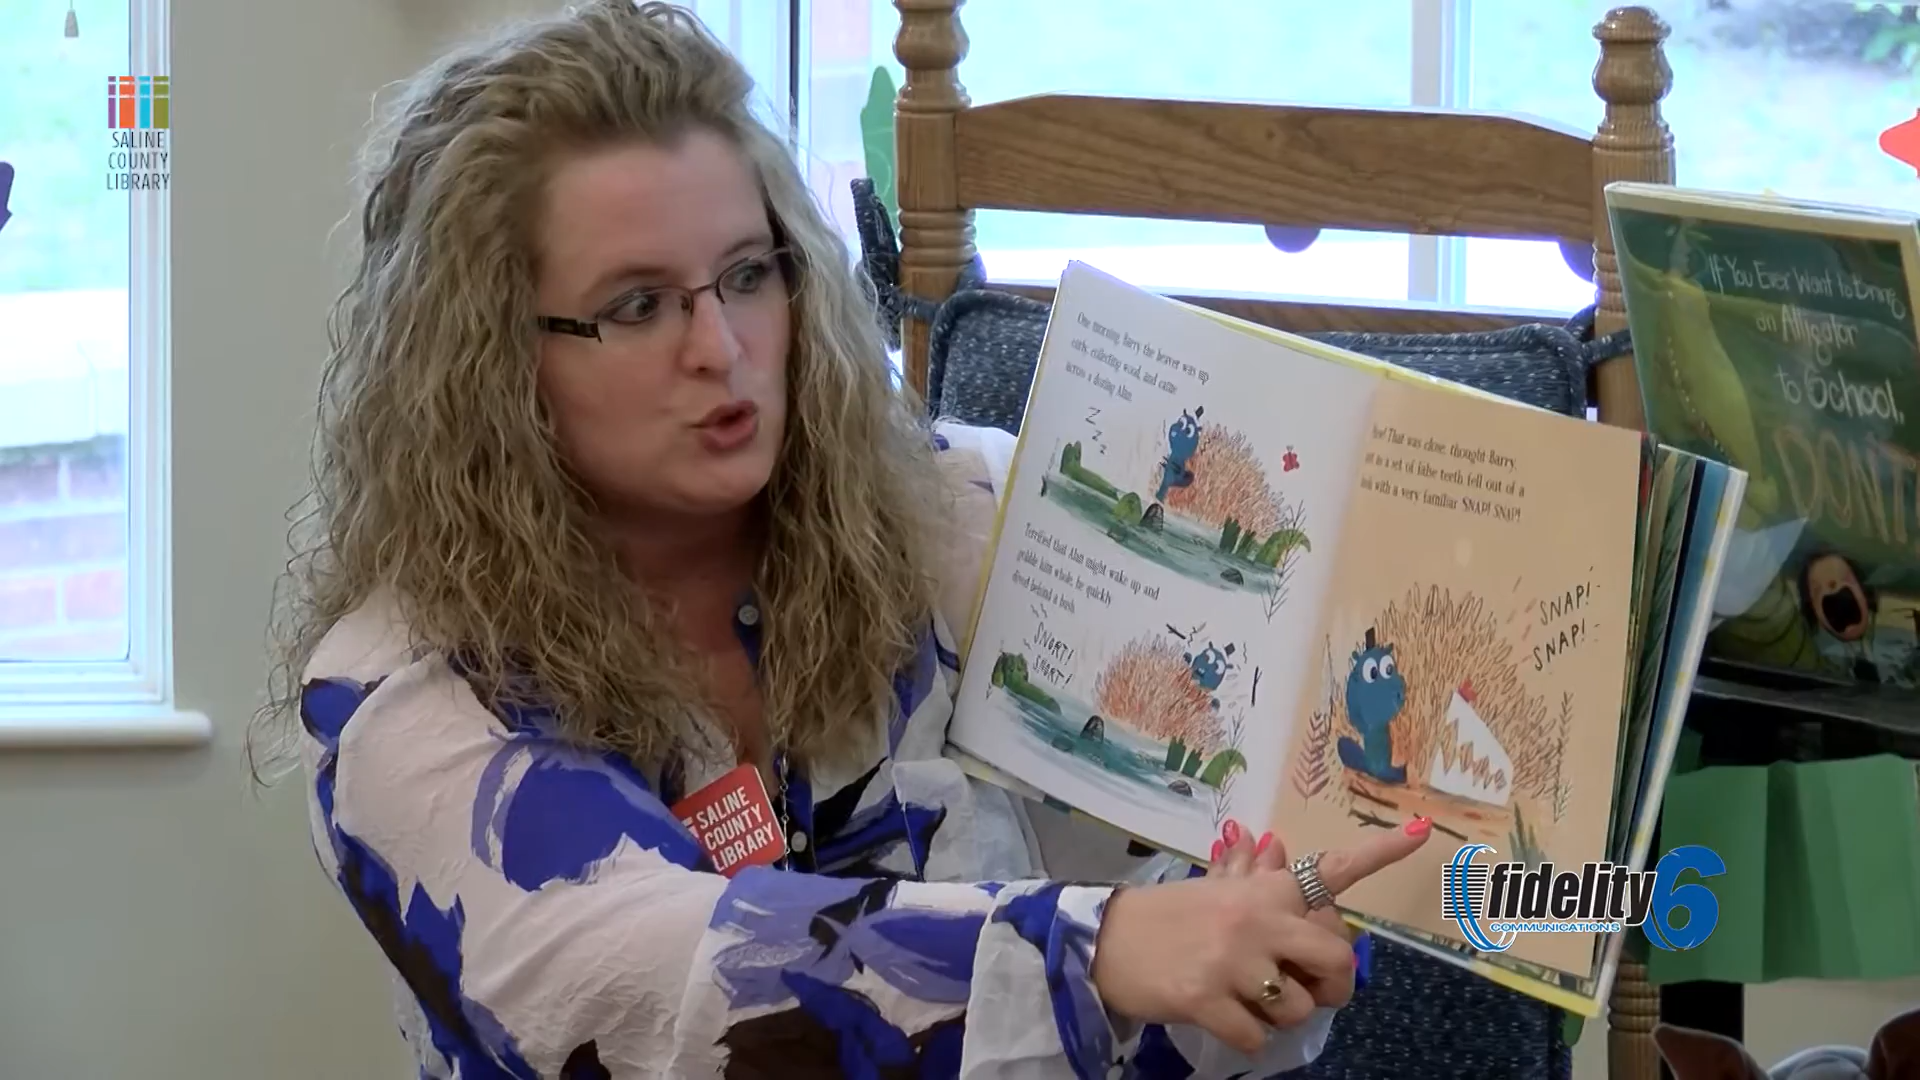 SALINE
COUNTY
LIBRARY
SALINE
COUNTY
LIBRARY
One morning, Barry the beaver was up
early, collecting wood, and came
across a dozing Alan.
Z
Z
Z
Terrified that Alan might wake up and
gobble him whole, he quickly
dived behind a bush.
SNORT!
SNORT!
That was close, thought Barry,
as a set of false teeth fell out of a
with a very familiar SNAP! SNAP!
SNAP!
SNAP!
If You Ever Want to Bring
an Alligator
to School,
DON'T
fidelity 6
COMMUNICATIONS